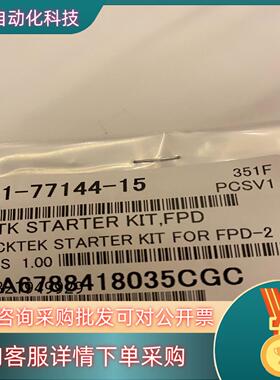 自动化科技
1-77144-15
351F
PCSV1
TK STARTER KIT,FPD
CKTEK STARTER KIT FOR FPD-2
S 1.00
咨询采购批发可对公开票
客服详情下单采购